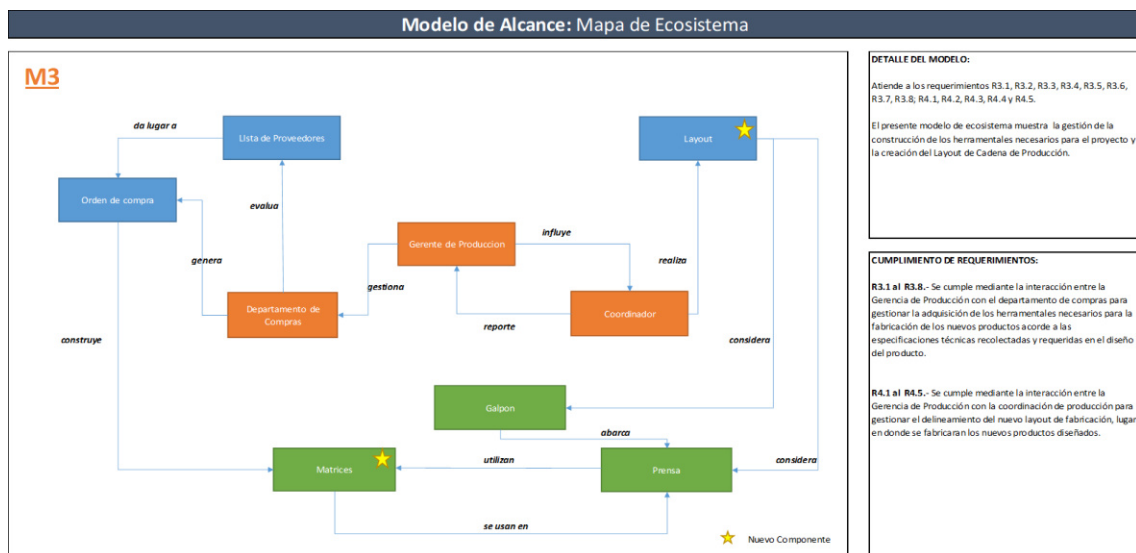 Modelo de Alcance: Mapa de Ecosistema
M3
da lugar a
Lista de Proveedores
Layout
Orden de compra
evalua
Gerente de Produccion
influye
genera
realiza
gestiona
Departamento de
Compras
Coordinador
reporte
construye
considera
Galpon
abarca
Matrices
utilizan
Prensa
considera
se usan en
Nuevo Componente
DETALLE DEL MODELO:
Atiende a los requerimientos R3.1, R3.2, R3.3, R3.4, R3.5, R3.6,
R3.7, R3.8; R4.1, R4.2, R4.3, R4.4 y R4.5.
El presente modelo de ecosistema muestra la gestión de la
construcción de los herramentales necesarios para el proyecto y
la creación del Layout de Cadena de Producción.
CUMPLIMIENTO DE REQUERIMIENTOS:
R3.1 al R3.8.- Se cumple mediante la interacción entre la
Gerencia de Producción con el departamento de compras para
gestionar la adquisición de los herramentales necesarios para la
fabricación de los nuevos productos acorde a las
especificaciones técnicas recolectadas y requeridas en el diseño
del producto.
R4.1 al R4.5.- Se cumple mediante la interacción entre la
Gerencia de Producción con la coordinación de producción para
gestionar el delineamiento del nuevo layout de fabricación, lugar
en donde se fabricaran los nuevos productos diseñados.